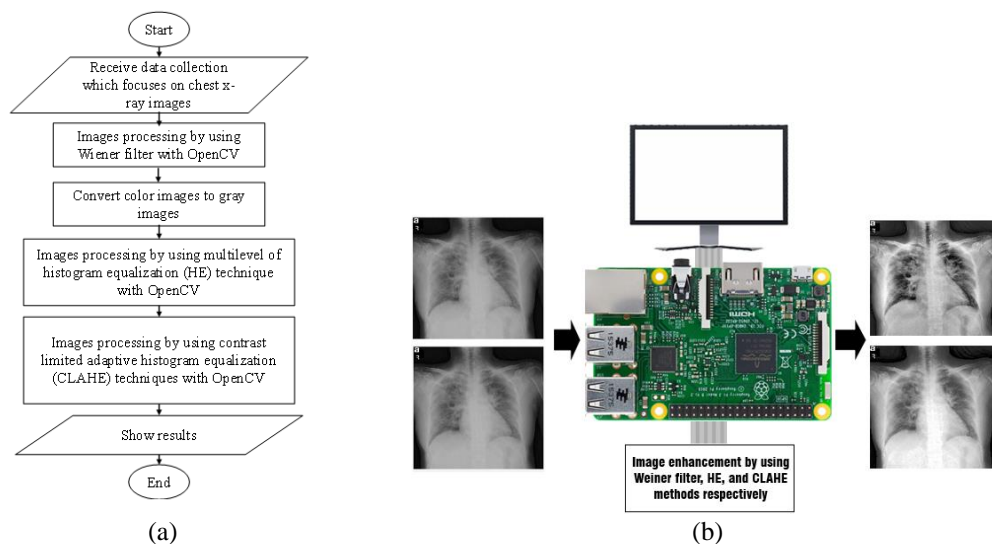 Start
Receive data collection
which focuses on chest x-
ray images
Images processing by using
Wiener filter with OpenCV
Convert color images to gray
images
Images processing by using multilevel of
histogram equalization (HE) technique
with OpenCV
Images processing by using contrast
limited adaptive histogram equalization
(CLAHE) techniques with OpenCV
Show results
End
(a)
HDMI
Image enhancement by using
Weiner filter, HE, and CLAHE
methods respectively
(b)